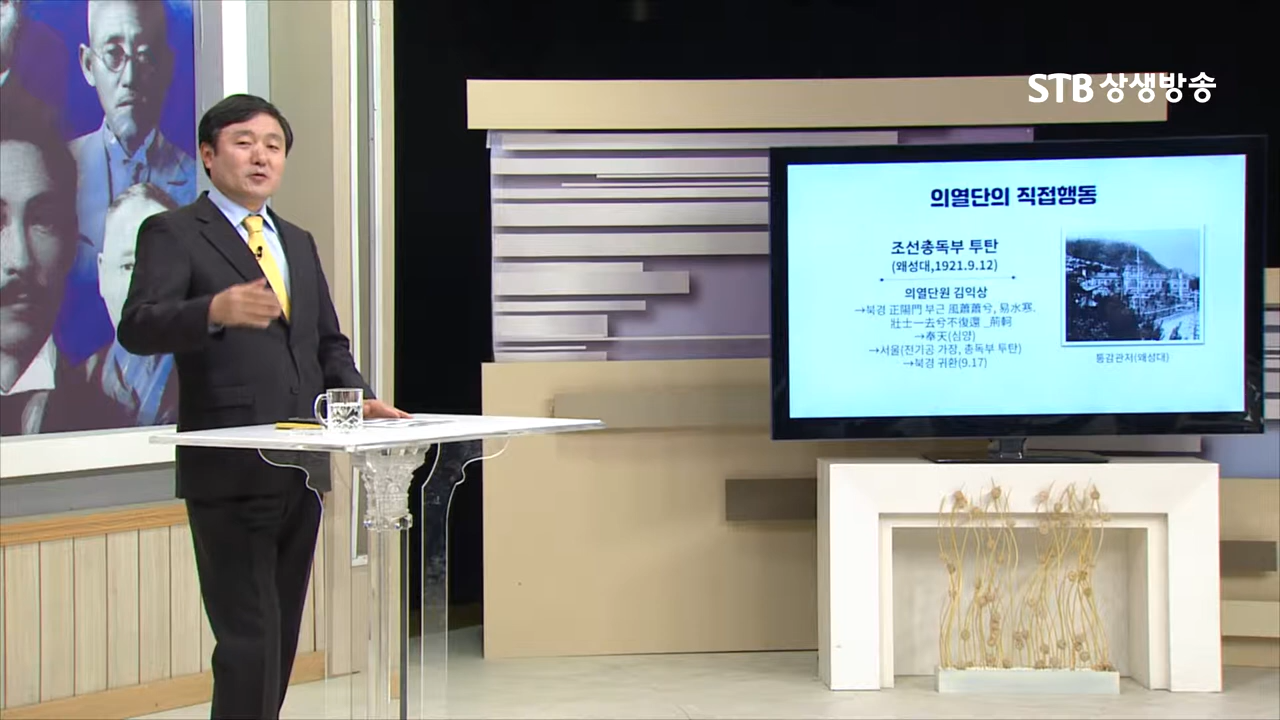 STB 상생방송
의열단의 직접행동
조선총독부 투탄
(왜성대,1921.9.12)
의열단원 김익상
→북경 正陽門 부근 風蕭蕭兮, 易水寒.
壯士一去兮不復還 _荊軻
→奉天(심양)
→서울(전기공 가장, 총독부 투탄)
→북경 귀환(9.17)
통감관저(왜성대)